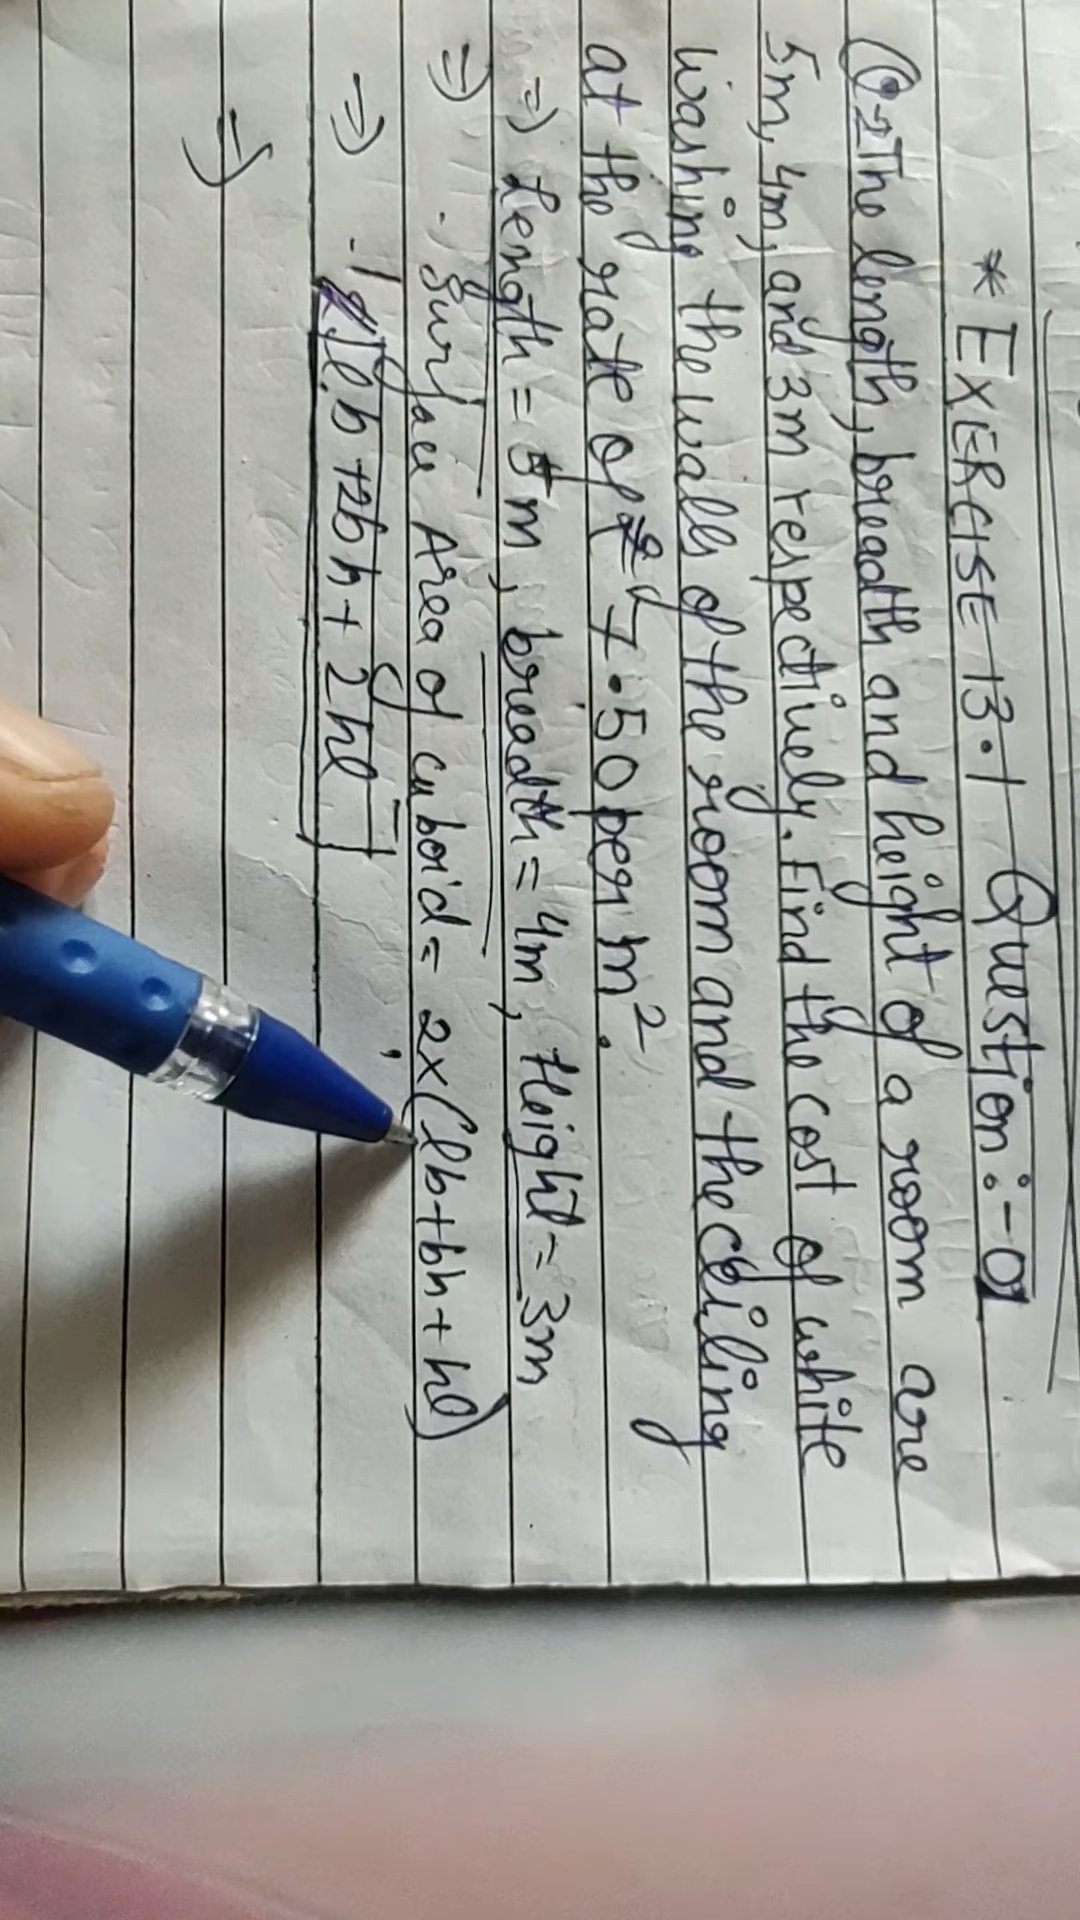 * EXERCISE-13.1 Question:-01
Q-2 The length, breadth and height of a room are
5m, 4m, and 3m respectively. Find the cost of white
washing the walls of the room and the ceiling
at the rate of ₹ 7.50 per m².
⇒ Length = 5m, breadth = 4m, Height = 3m
⇒ Surface Area of cuboid = 2×(lb+bh+hl)
⇒ l.b+2bh+2hl
⇒